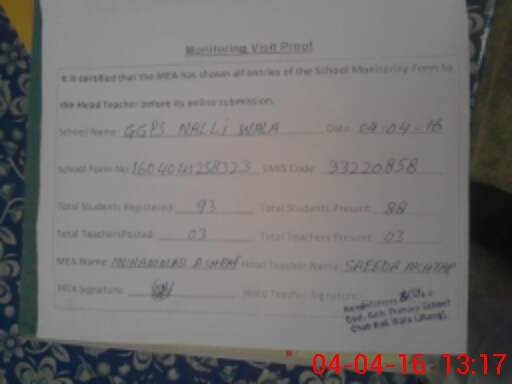 Monitoring Visit Proof
It is certified that the MEA has shown all entries of the School Monitoring Form to
the Head Teacher before its online submission.
School Name: GGPS NALLI WALA Date: 04-04-16
School Form No: 1604041258323 EMIS Code: 33220858
Total Students Registered: 93 Total Students Present: 88
Total TeachersPosted: 03 Total Teachers Present: 03
MEA Name: MUHAMMAD ASHRAF Head Teacher Name: SAEEDA AKHTAR
MEA Signature: Head Teacher Signature:
Govt. Girls Primary School
04-04-16 13:17